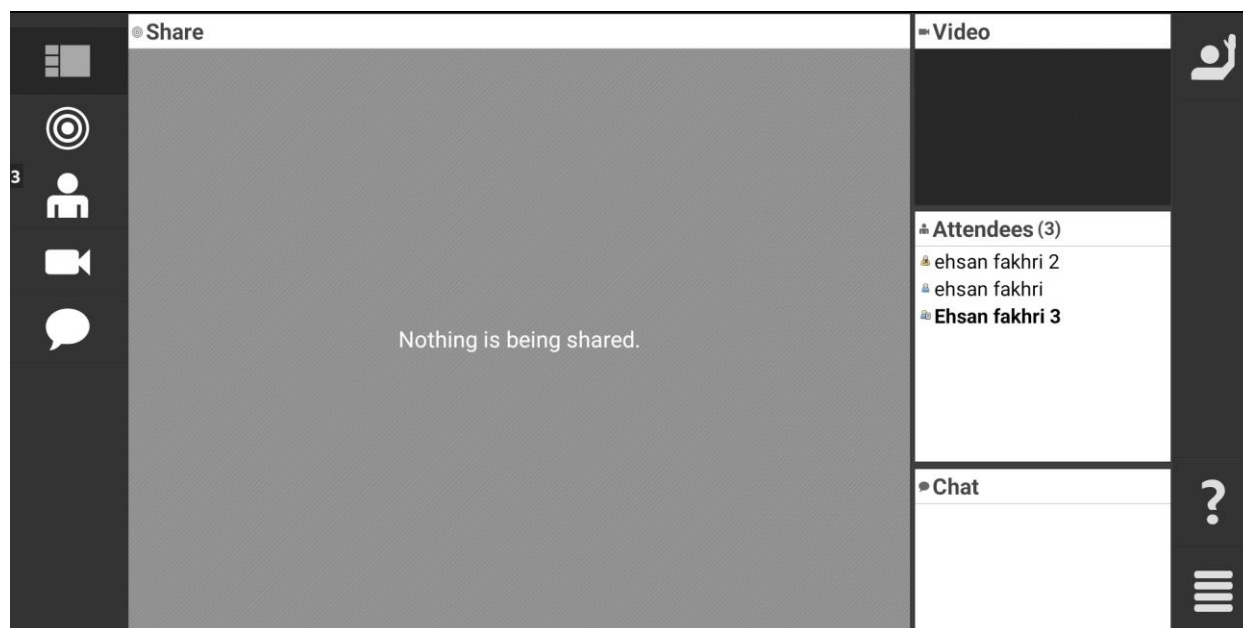 Share
3
Nothing is being shared.
Video
Attendees (3)
ehsan fakhri 2
ehsan fakhri
Ehsan fakhri 3
Chat
?